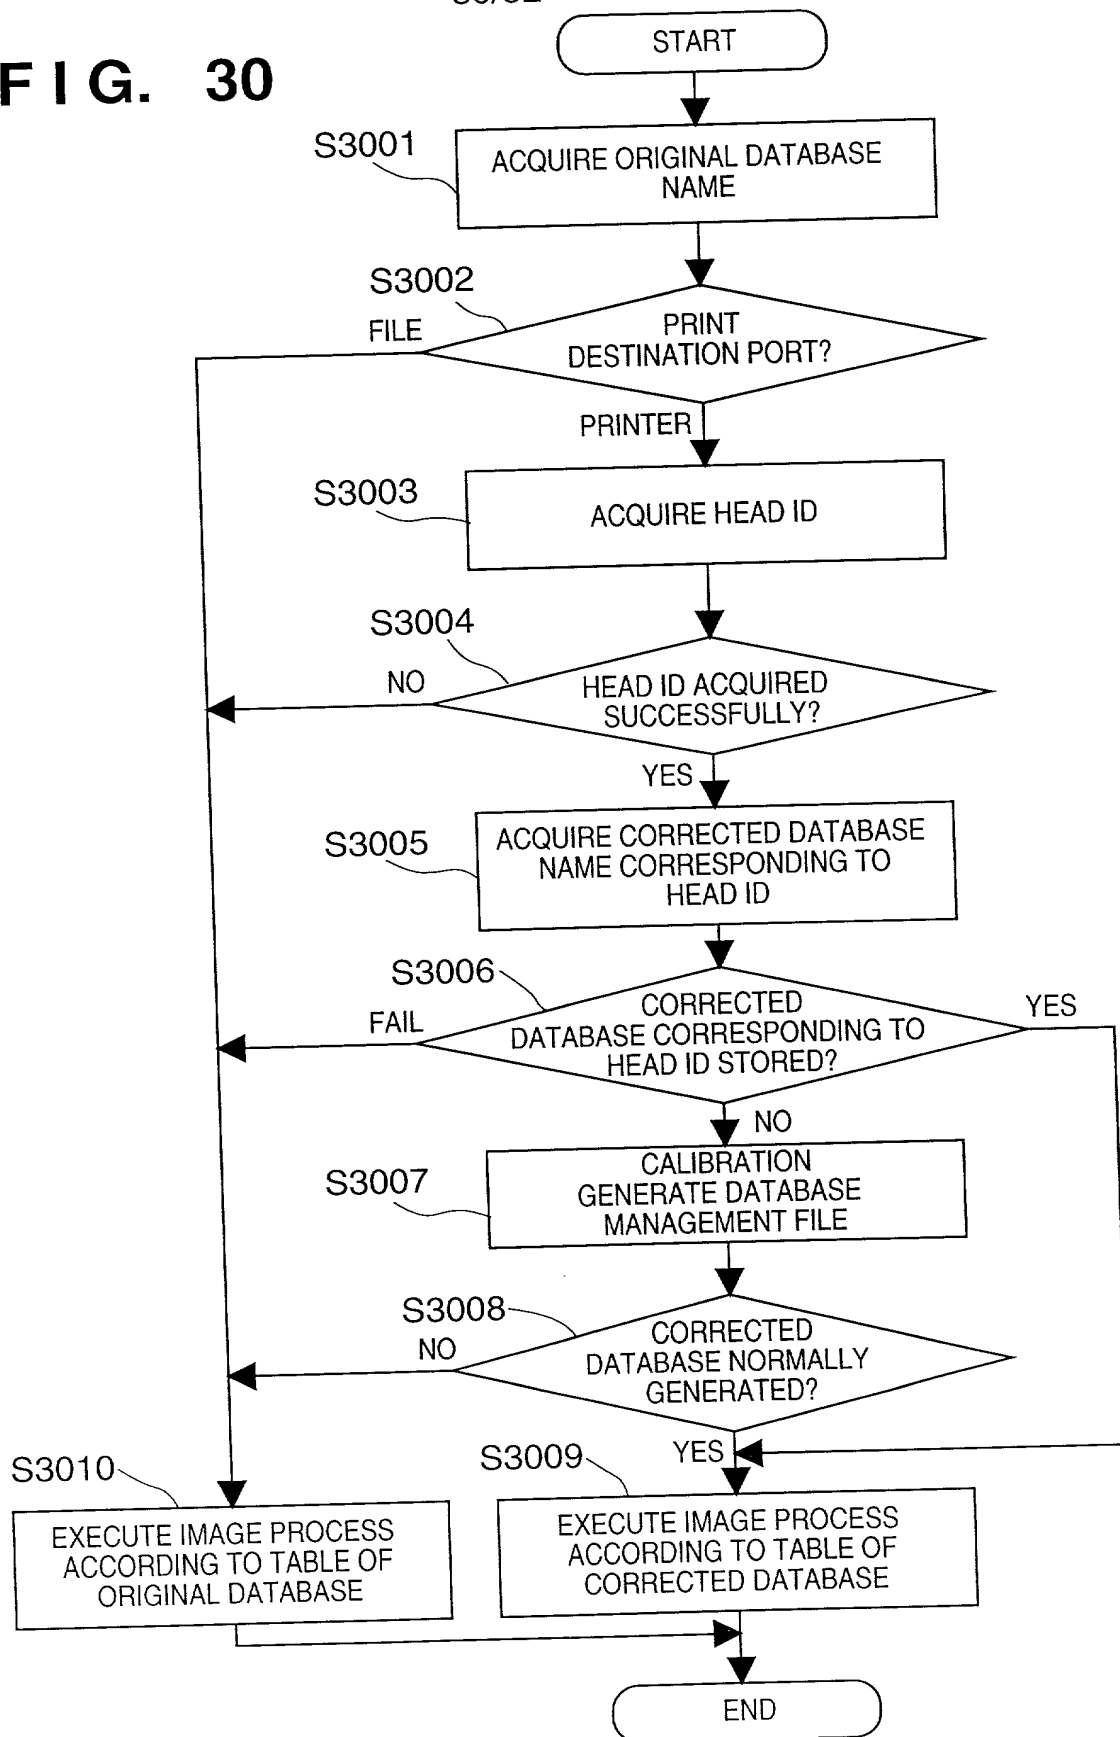 START
FIG. 30
S3001
ACQUIRE ORIGINAL DATABASE
NAME
S3002
FILE
PRINT
DESTINATION PORT?
PRINTER
S3003
ACQUIRE HEAD ID
S3004
NO
HEAD ID ACQUIRED
SUCCESSFULLY?
YES
S3005
ACQUIRE CORRECTED DATABASE
NAME CORRESPONDING TO
HEAD ID
S3006
FAIL
CORRECTED
DATABASE CORRESPONDING TO
HEAD ID STORED?
YES
NO
S3007
CALIBRATION
GENERATE DATABASE
MANAGEMENT FILE
S3008
NO
CORRECTED
DATABASE NORMALLY
GENERATED?
YES
S3010
EXECUTE IMAGE PROCESS
ACCORDING TO TABLE OF
ORIGINAL DATABASE
S3009
EXECUTE IMAGE PROCESS
ACCORDING TO TABLE OF
CORRECTED DATABASE
END